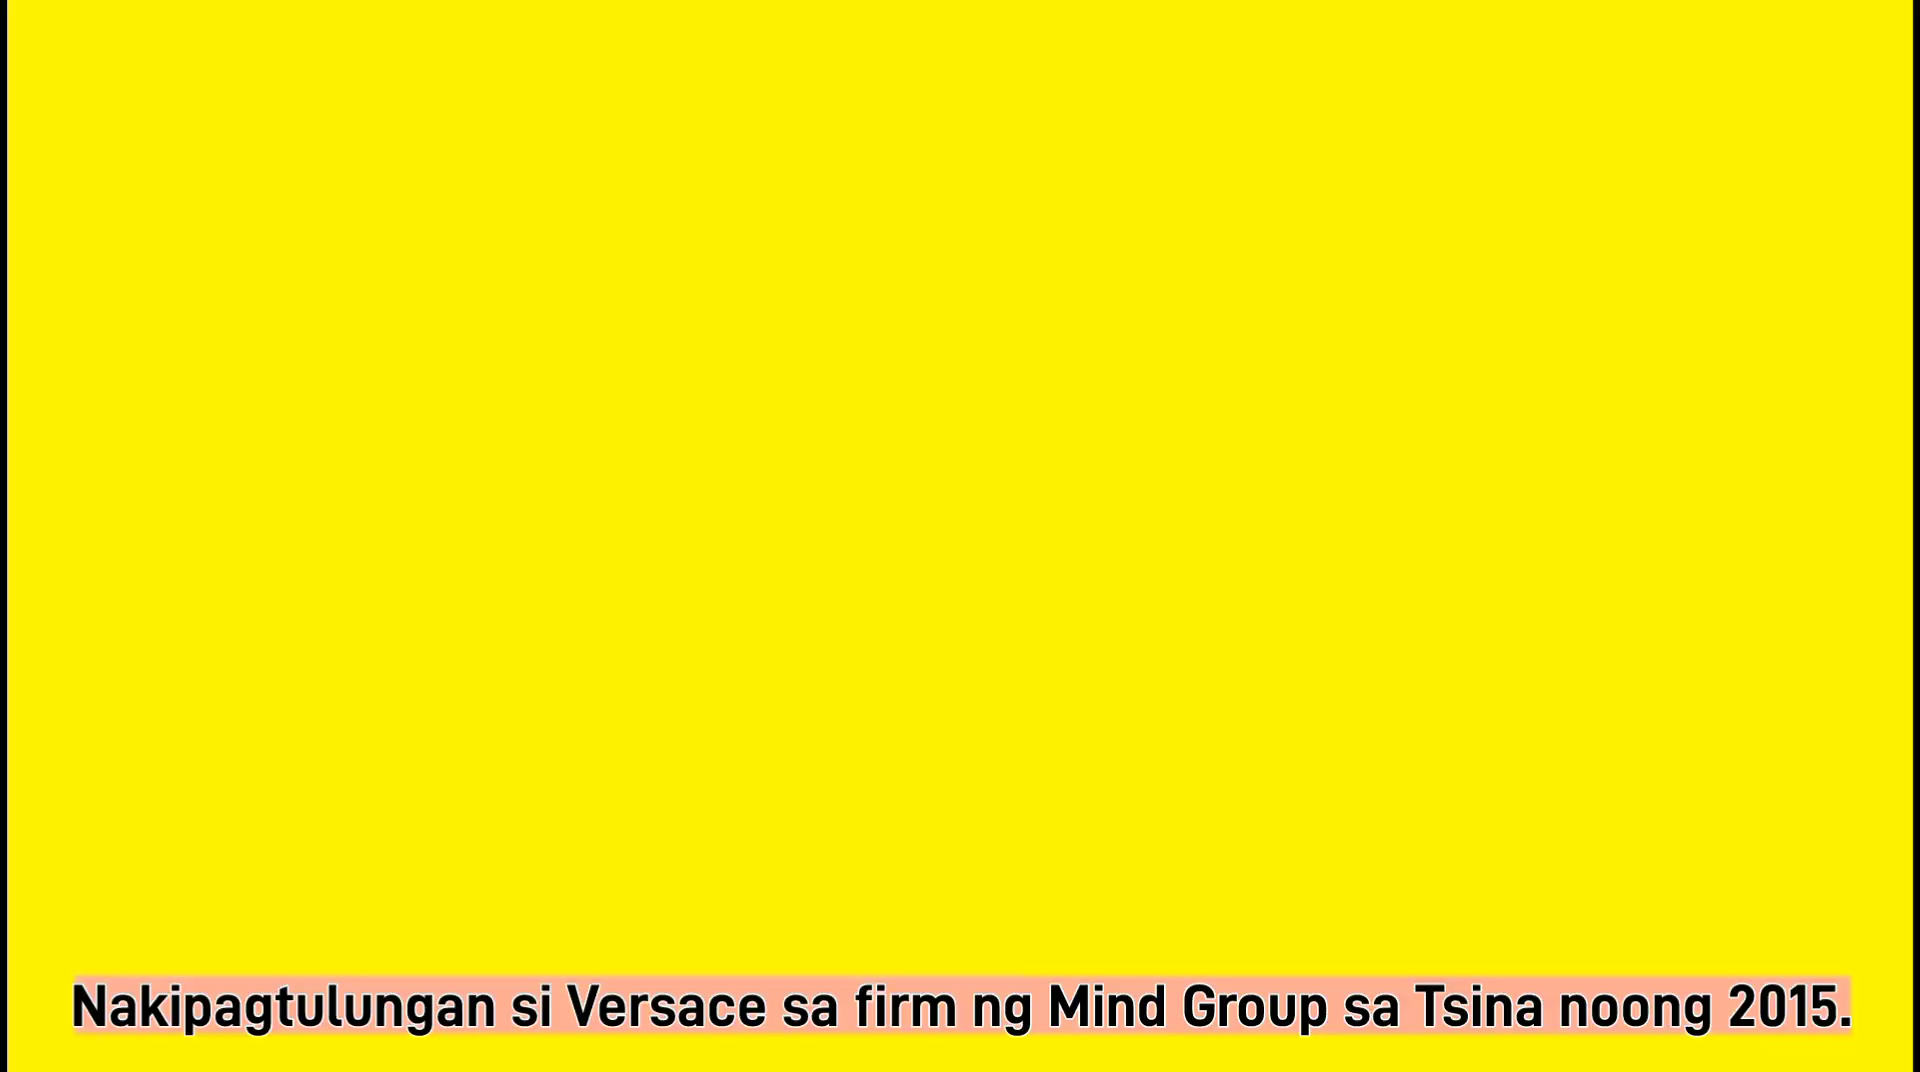 Nakipagtulungan si Versace sa firm ng Mind Group sa Tsina noong 2015.